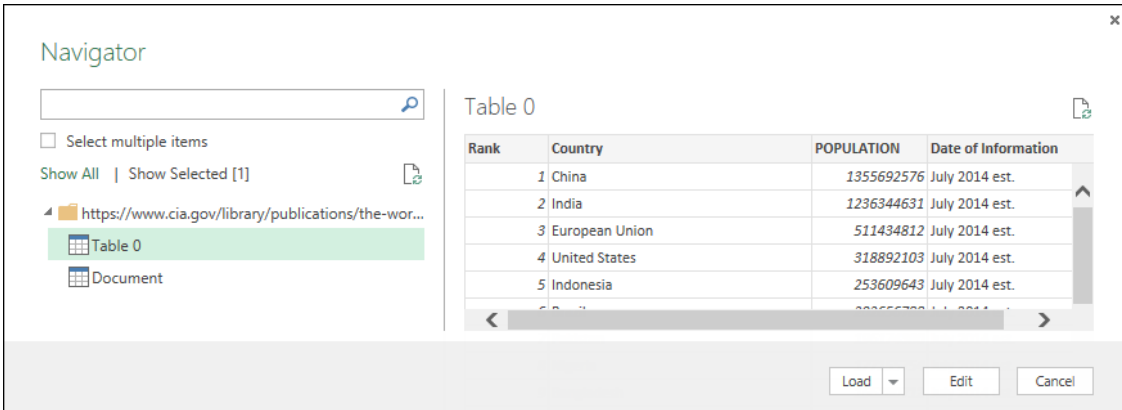 Navigator
Select multiple items
Show All | Show Selected [1]
https://www.cia.gov/library/publications/the-wor...
Table 0
Document
Table 0
Rank Country POPULATION Date of Information
1 China 1355692576 July 2014 est.
2 India 1236344631 July 2014 est.
3 European Union 511434812 July 2014 est.
4 United States 318892103 July 2014 est.
5 Indonesia 253609643 July 2014 est.
Load Edit Cancel